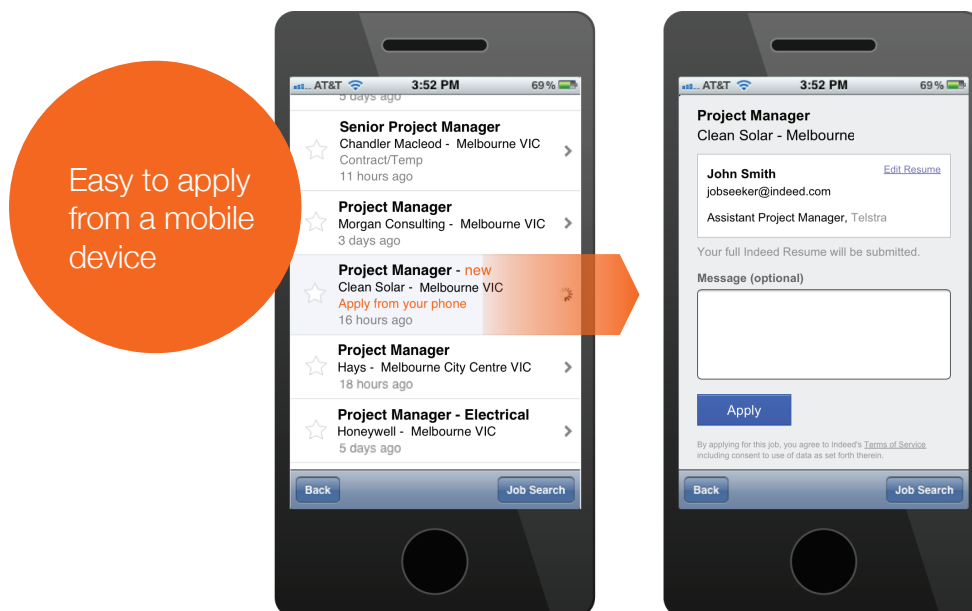 Easy to apply
from a mobile
device
AT&T 3:52 PM 69%
5 days ago
Senior Project Manager
Chandler Macleod - Melbourne VIC
Contract/Temp
11 hours ago
Project Manager
Morgan Consulting - Melbourne VIC
3 days ago
Project Manager - new
Clean Solar - Melbourne VIC
Apply from your phone
16 hours ago
Project Manager
Hays - Melbourne City Centre VIC
18 hours ago
Project Manager - Electrical
Honeywell - Melbourne VIC
5 days ago
Back Job Search
AT&T 3:52 PM 69%
Project Manager
Clean Solar - Melbourne
John Smith Edit Resume
jobseeker@indeed.com
Assistant Project Manager, Telstra
Your full Indeed Resume will be submitted.
Message (optional)
Apply
By applying for this job, you agree to Indeed's Terms of Service
including consent to use of data as set forth therein.
Back Job Search